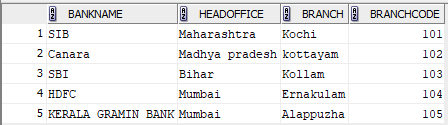 BANKNAME HEADOFFICE BRANCH BRANCHCODE
1 SIB Maharashtra Kochi 101
2 Canara Madhya pradesh kottayam 102
3 SBI Bihar Kollam 103
4 HDFC Mumbai Ernakulam 104
5 KERALA GRAMIN BANK Mumbai Alappuzha 105